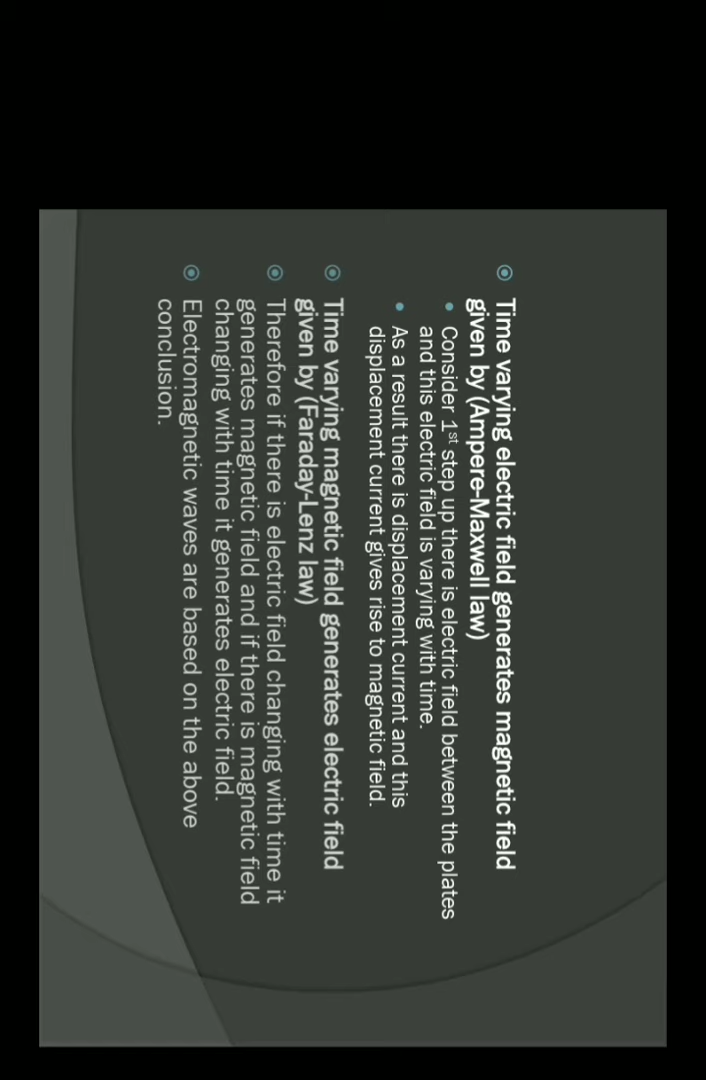 Time varying electric field generates magnetic field
given by (Ampere-Maxwell law)
Consider 1st step up there is electric field between the plates
and this electric field is varying with time.
As a result there is displacement current and this
displacement current gives rise to magnetic field.
Time varying magnetic field generates electric field
given by (Faraday-Lenz law)
Therefore if there is electric field changing with time it
generates magnetic field and if there is magnetic field
changing with time it generates electric field.
Electromagnetic waves are based on the above
conclusion.